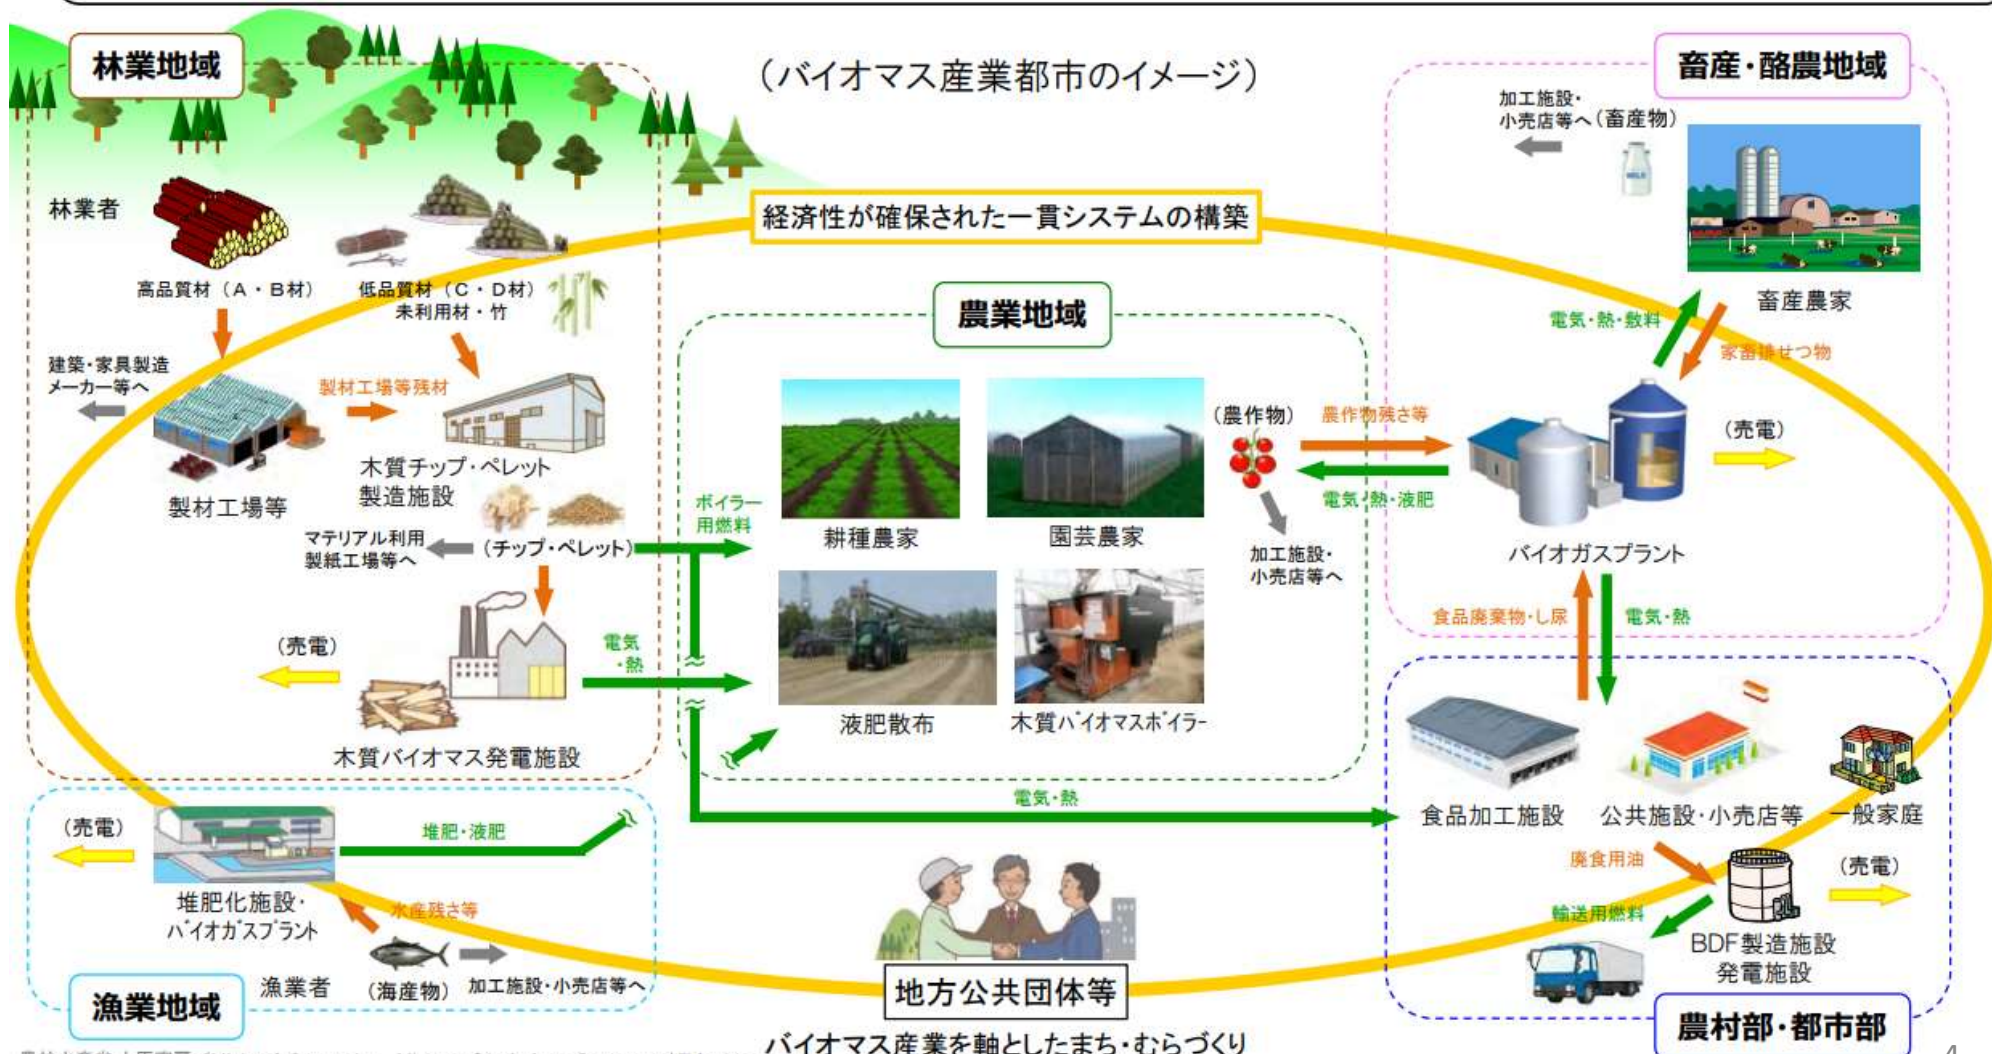 林業地域
(バイオマス産業都市のイメージ)
畜産・酪農地域
加工施設・
小売店等へ
(畜産物)
MILK
林業者
経済性が確保された一貫システムの構築
高品質材(A・B材)
低品質材(C・D材)
未利用材・竹
農業地域
畜産農家
電気・熱・敷料
家畜排せつ物
建築・家具製造
メーカー等へ
製材工場等残材
(農作物)
農作物残さ等
(売電)
木質チップ・ペレット
製造施設
製材工場等
ボイラー
用燃料
電気・熱・液肥
耕種農家
園芸農家
マテリアル利用
製紙工場等へ
(チップ・ペレット)
加工施設・
小売店等へ
バイオガスプラント
食品廃棄物・し尿
電気・熱
(売電)
電気
・熱
液肥散布
木質バイオマスボイラー
木質バイオマス発電施設
電気・熱
食品加工施設
公共施設・小売店等
一般家庭
(売電)
堆肥・液肥
廃食用油
(売電)
堆肥化施設・
バイオガスプラント
水産残さ等
輸送用燃料
BDF製造施設
発電施設
漁業者
(海産物)
加工施設・小売店等へ
地方公共団体等
漁業地域
農村部・都市部
バイオマス産業を軸としたまち・むらづくり
4